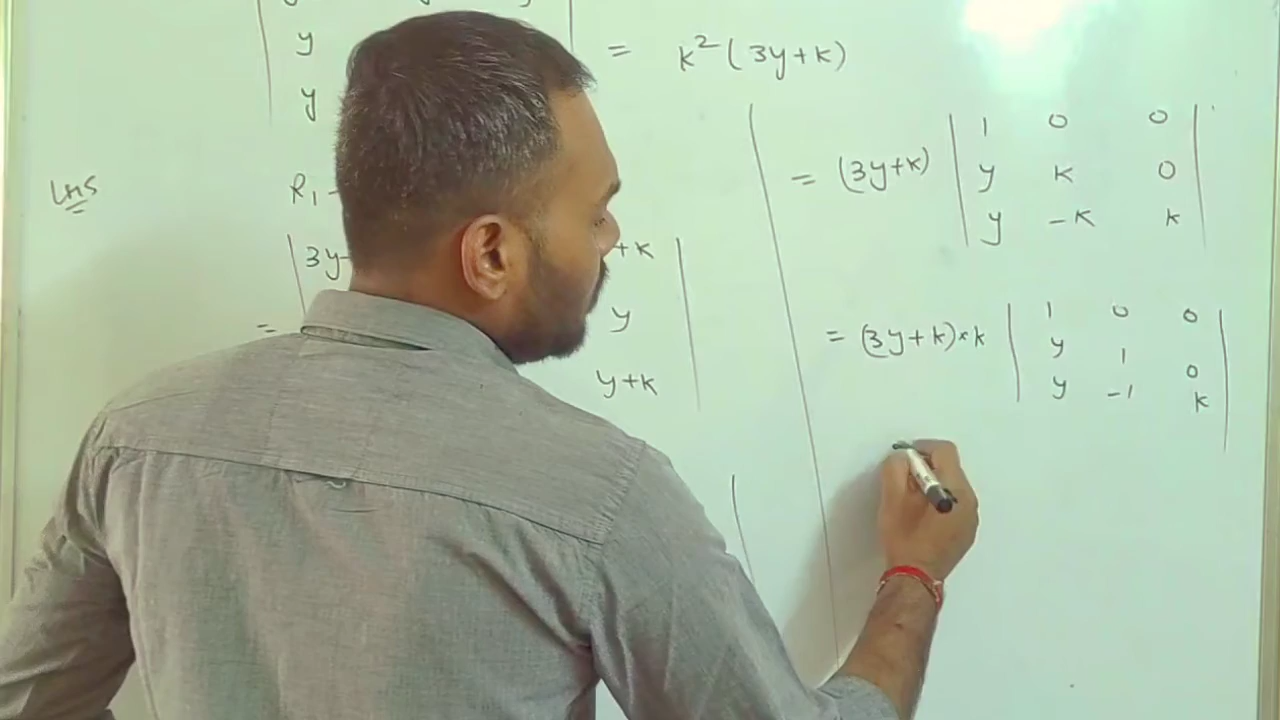 y
y
= k²(3y+k)
LHS
R₁
3y +k
= y
y+k
= (3y+k) | 1 0 0 |
| y k 0 |
| y -k k |
= (3y+k)×k | 1 0 0 |
| y 1 0 |
| y -1 k |